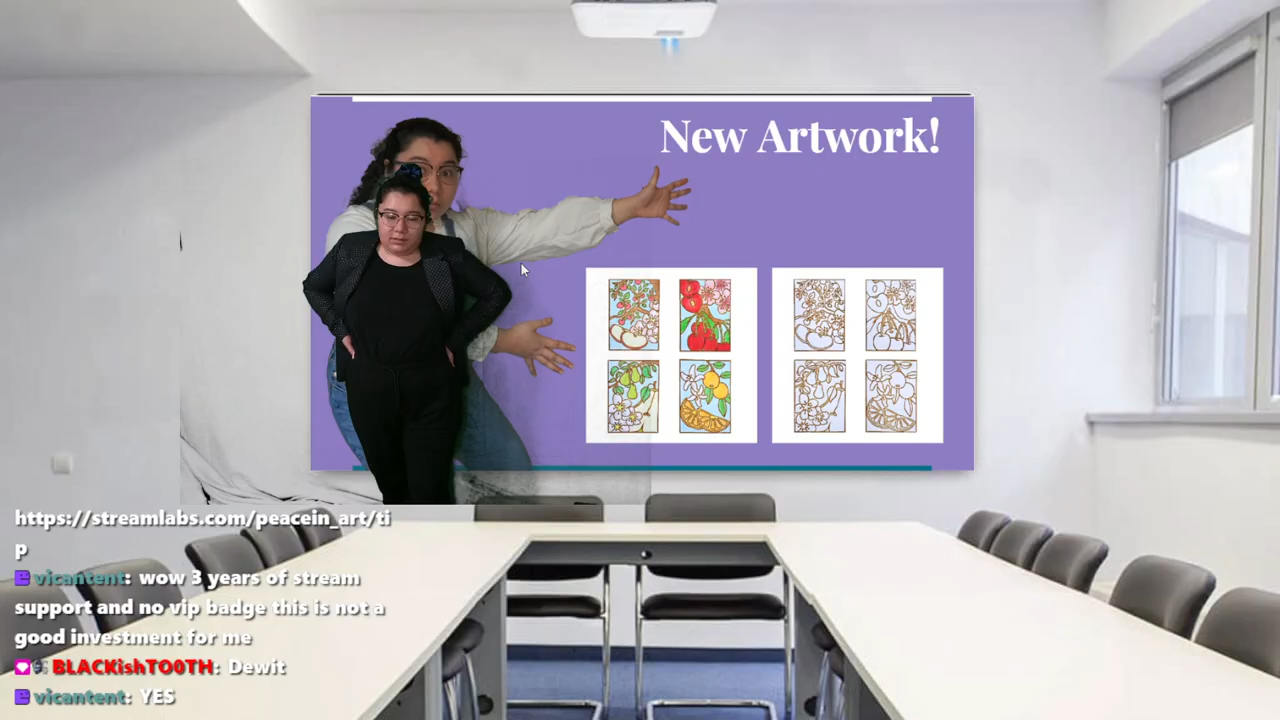 New Artwork!
https://streamlabs.com/peacein_art/ti
p
vicantent: wow 3 years of stream
support and no vip badge this is not a
good investment for me
BLACKishTO0TH: Dewit
vicantent: YES